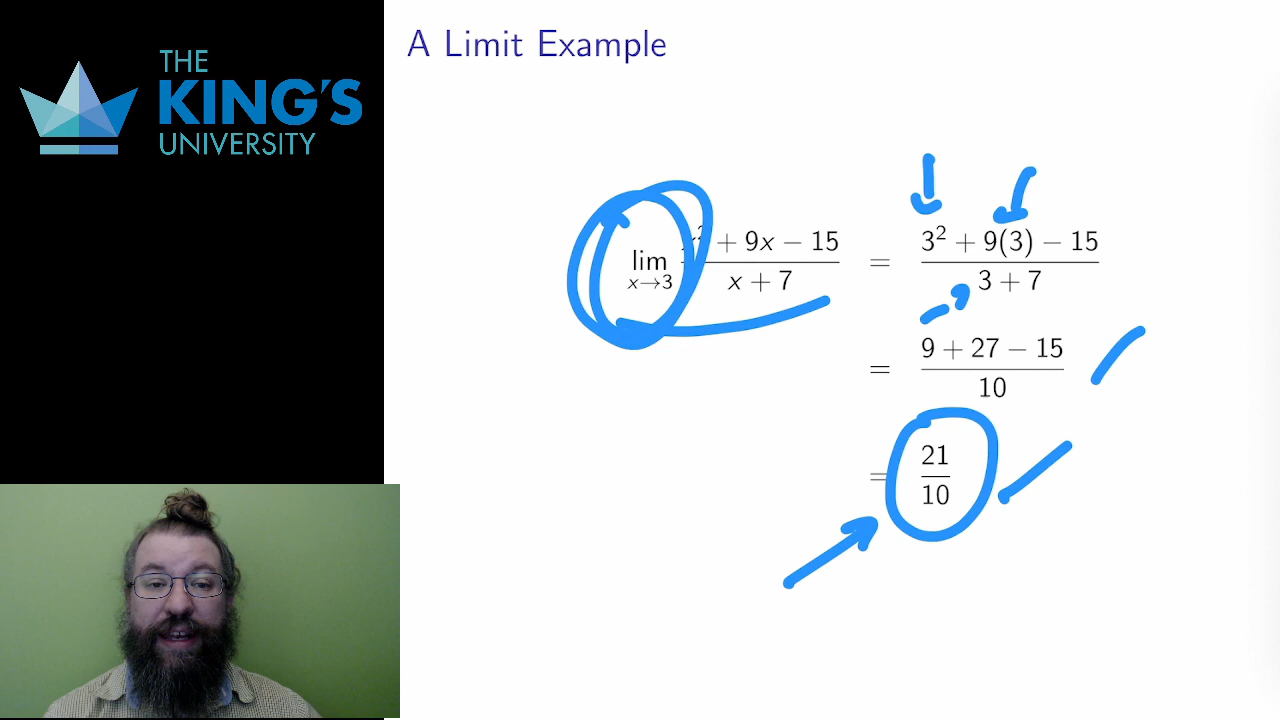 THE
KING'S
UNIVERSITY
A Limit Example
lim x→3 x² + 9x − 15 / x + 7 = 3² + 9(3) − 15 / 3 + 7
= 9 + 27 − 15 / 10
= 21 / 10